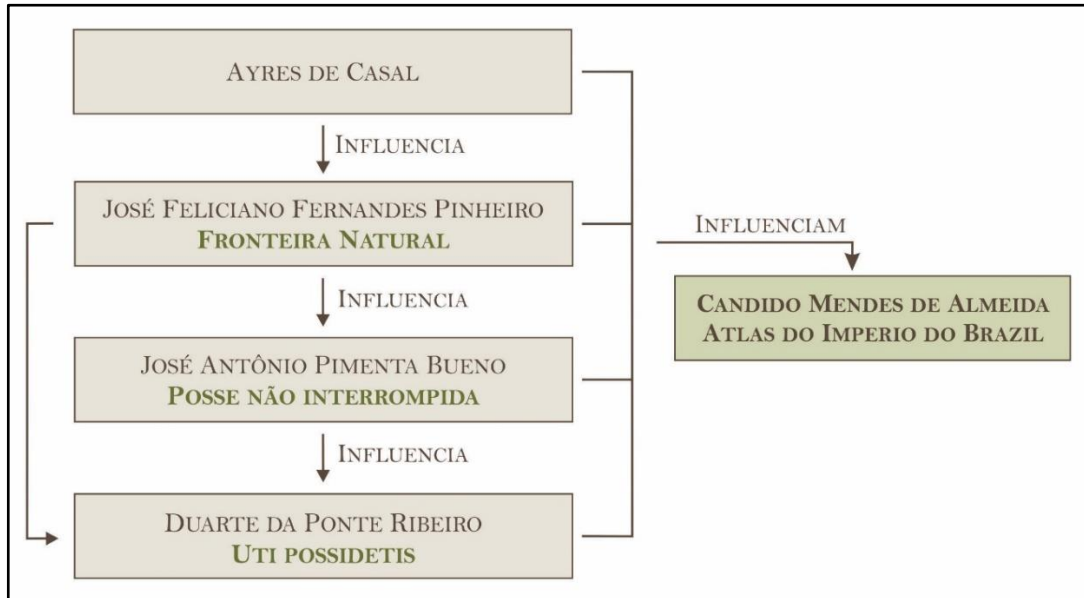 AYRES DE CASAL
INFLUENCIA
JOSÉ FELICIANO FERNANDES PINHEIRO
FRONTEIRA NATURAL
INFLUENCIA
JOSÉ ANTÔNIO PIMENTA BUENO
POSSE NÃO INTERROMPIDA
INFLUENCIA
DUARTE DA PONTE RIBEIRO
UTI POSSIDETIS
INFLUENCIAM
CANDIDO MENDES DE ALMEIDA
ATLAS DO IMPERIO DO BRAZIL